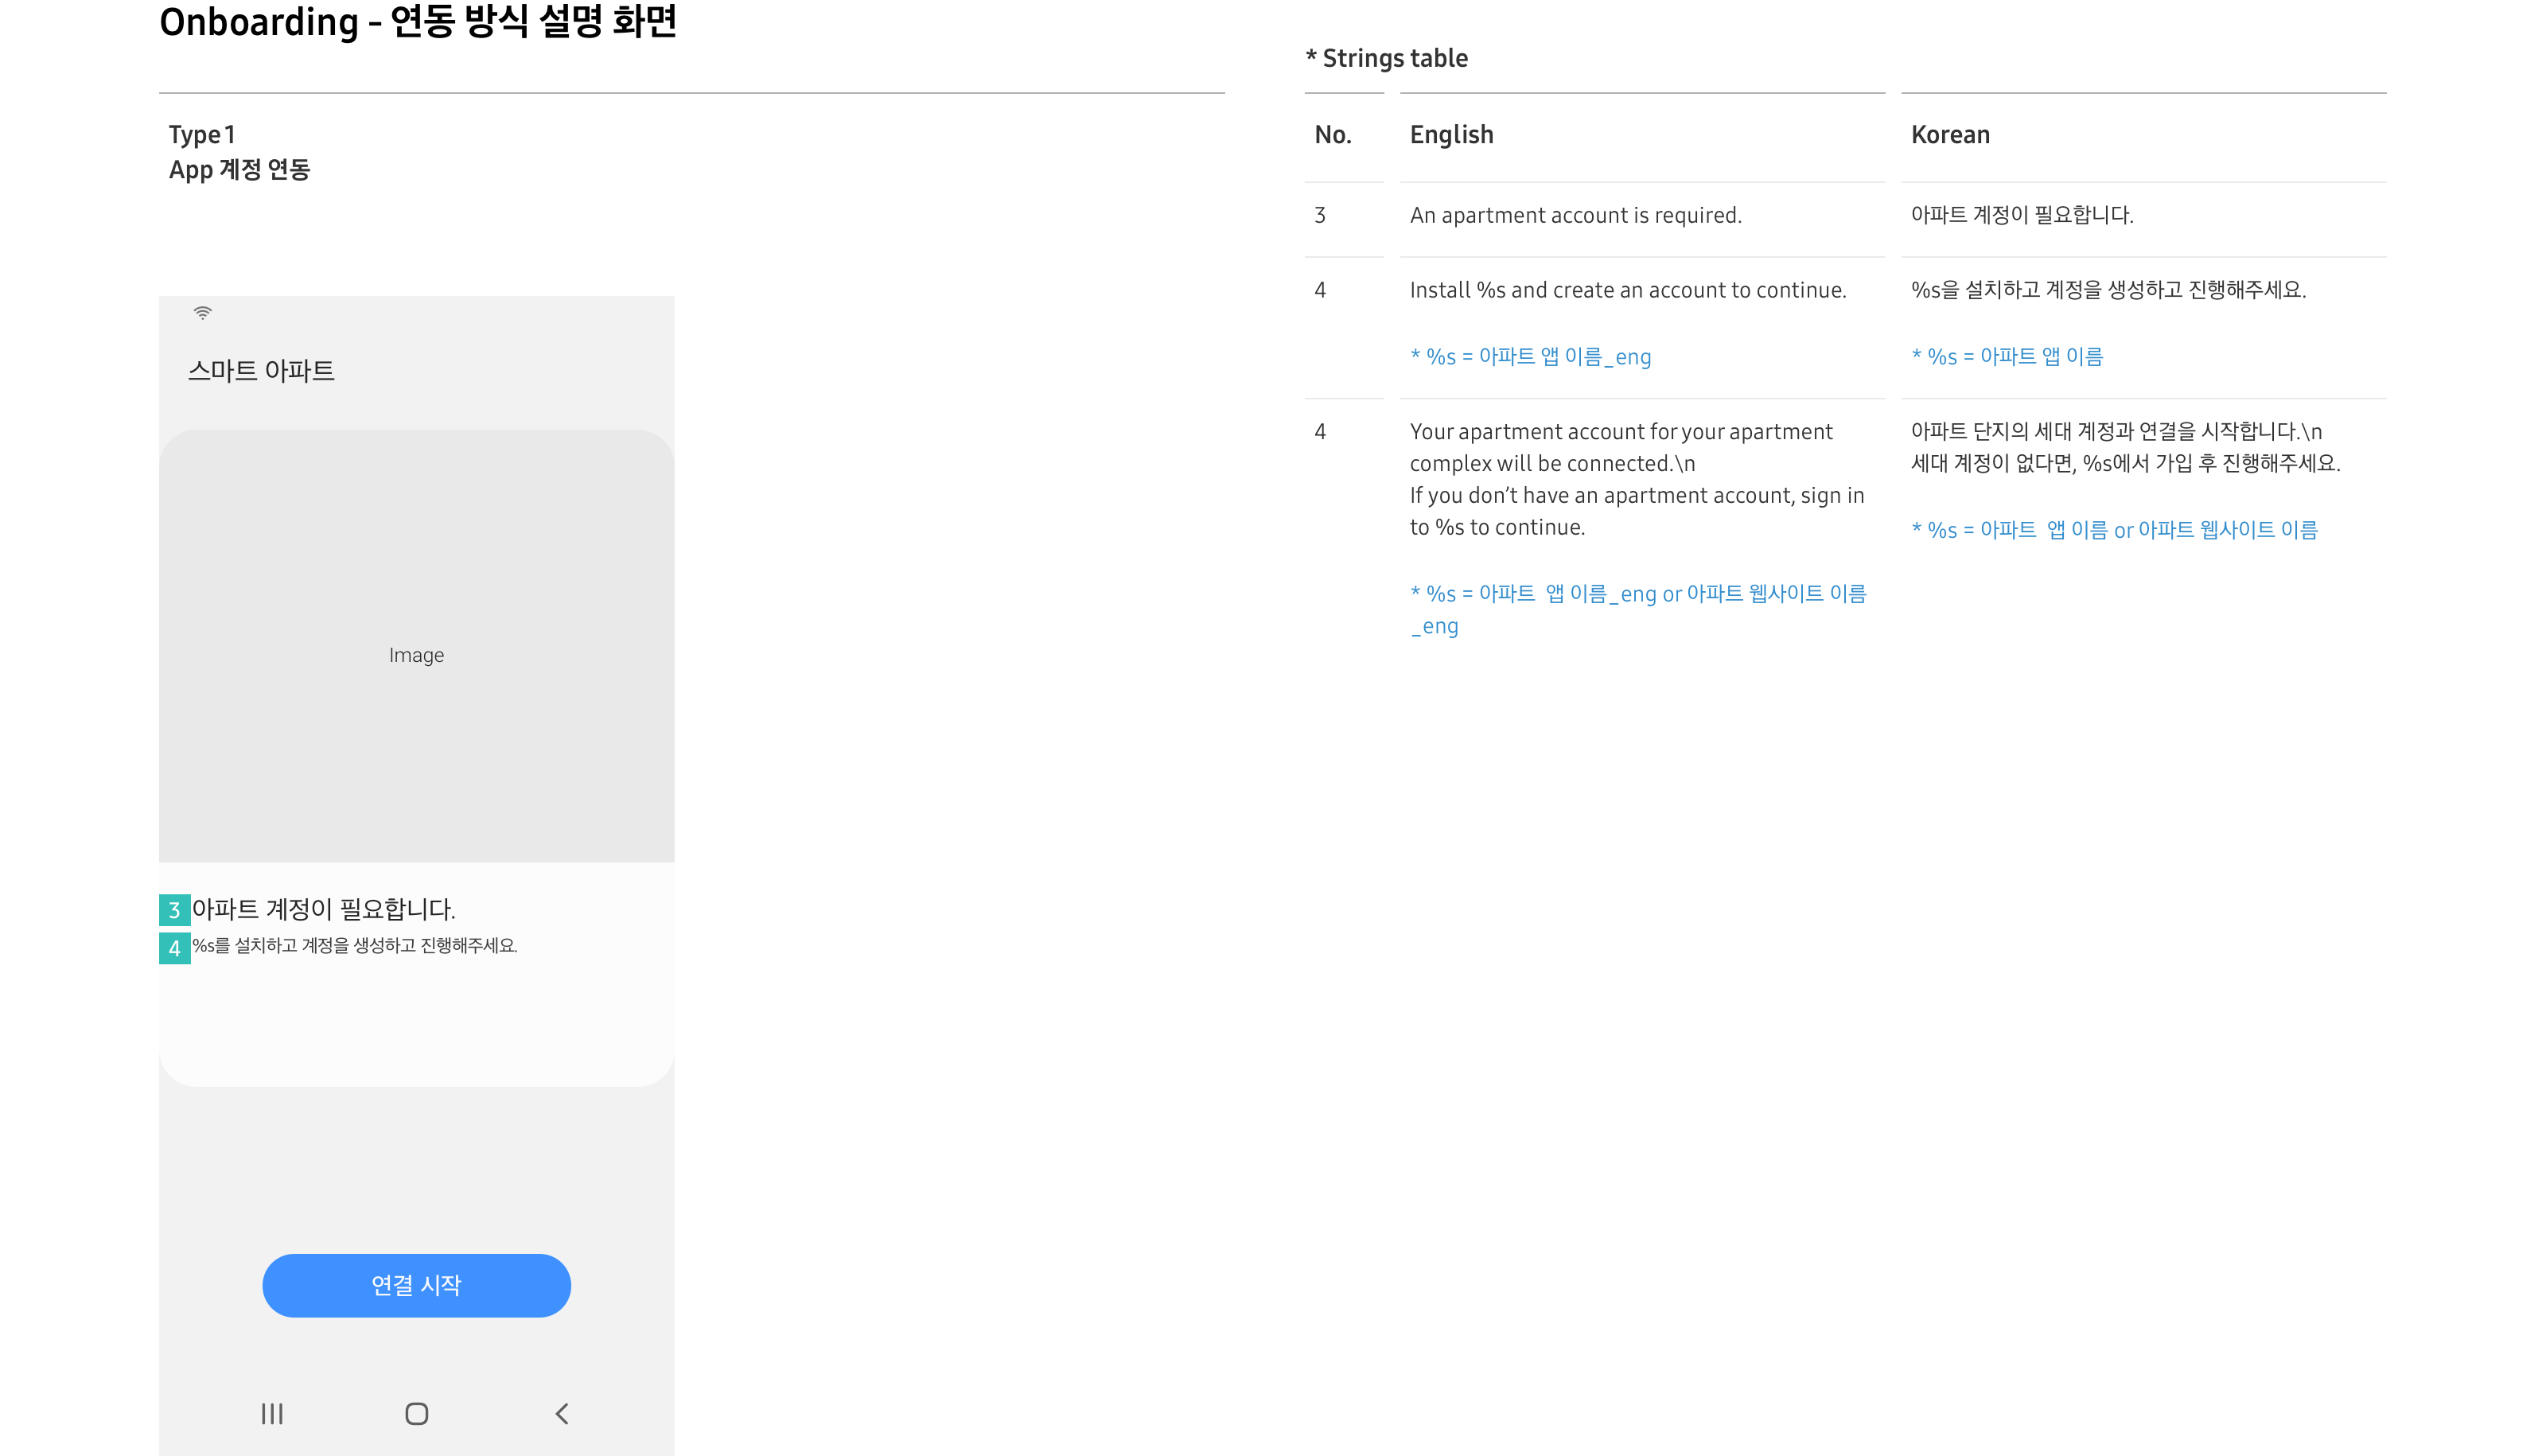 Onboarding - 연동 방식 설명 화면
Type 1
App 계정 연동
스마트 아파트
Image
3 아파트 계정이 필요합니다.
4 %s를 설치하고 계정을 생성하고 진행해주세요.
연결 시작
* Strings table
No. English Korean
3 An apartment account is required. 아파트 계정이 필요합니다.
4 Install %s and create an account to continue. %s을 설치하고 계정을 생성하고 진행해주세요.
* %s = 아파트 앱 이름_eng * %s = 아파트 앱 이름
4 Your apartment account for your apartment
complex will be connected.\n
If you don’t have an apartment account, sign in
to %s to continue.
* %s = 아파트  앱 이름_eng or 아파트 웹사이트 이름
_eng
아파트 단지의 세대 계정과 연결을 시작합니다.\n
세대 계정이 없다면, %s에서 가입 후 진행해주세요.
* %s = 아파트  앱 이름 or 아파트 웹사이트 이름